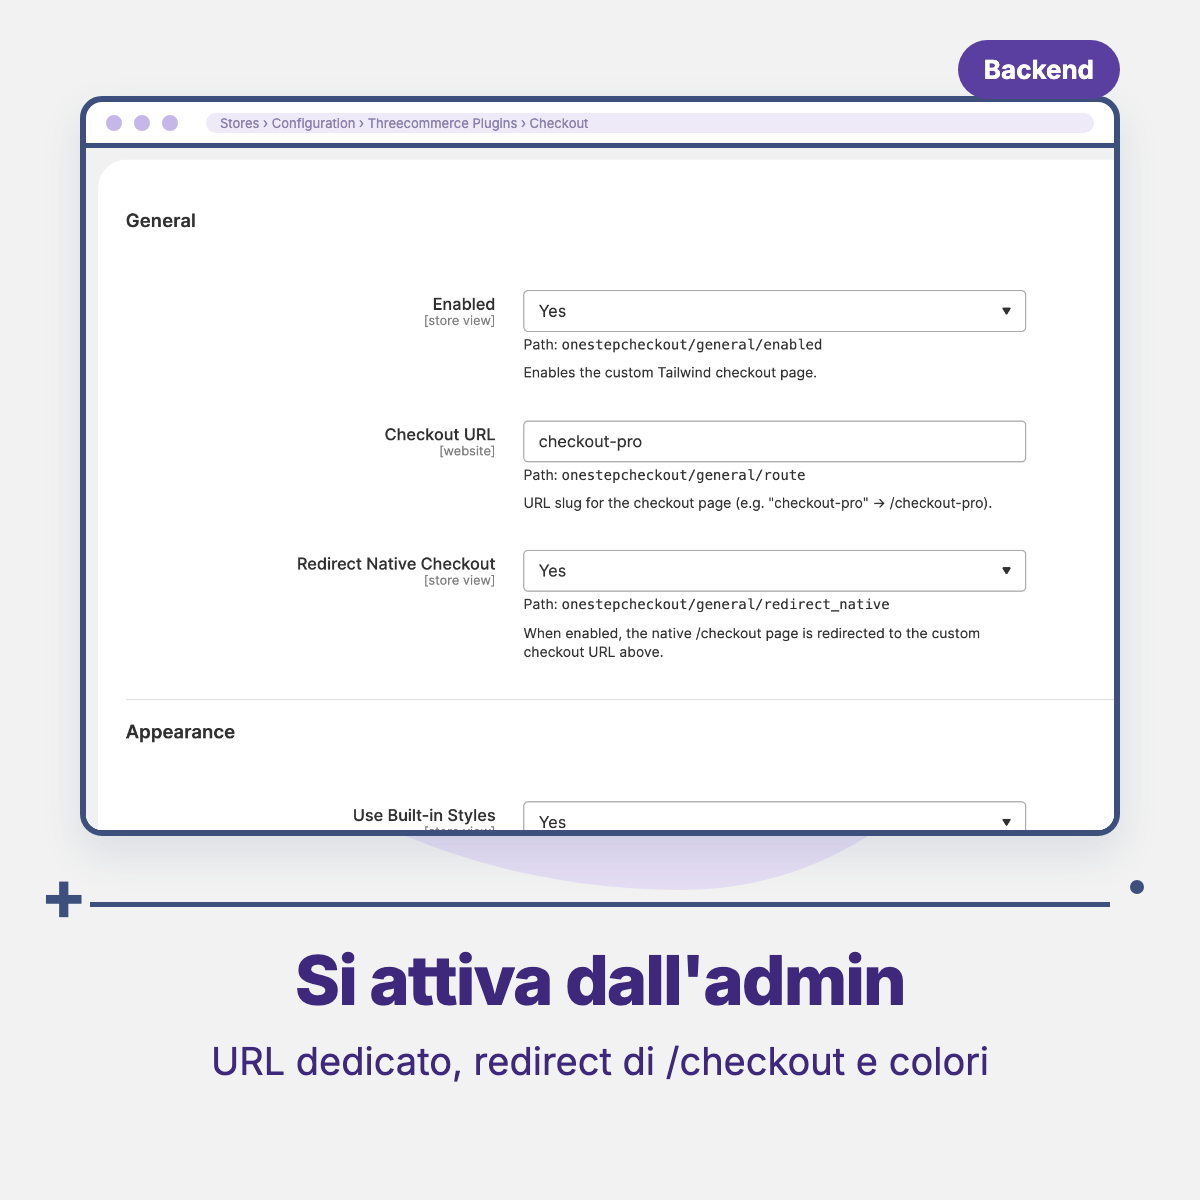 Backend
Stores › Configuration › Threecommerce Plugins › Checkout
General
Enabled
[store view]
Yes
Path: onestepcheckout/general/enabled
Enables the custom Tailwind checkout page.
Checkout URL
[website]
checkout-pro
Path: onestepcheckout/general/route
URL slug for the checkout page (e.g. "checkout-pro" → /checkout-pro).
Redirect Native Checkout
[store view]
Yes
Path: onestepcheckout/general/redirect_native
When enabled, the native /checkout page is redirected to the custom
checkout URL above.
Appearance
Use Built-in Styles
Yes
Si attiva dall'admin
URL dedicato, redirect di /checkout e colori